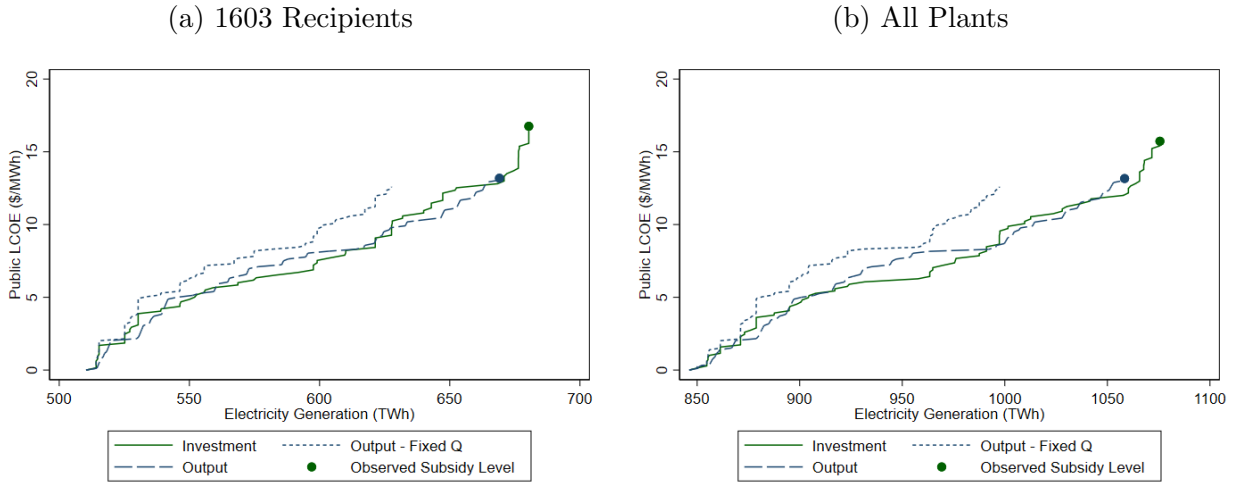 (a) 1603 Recipients
Public LCOE ($/MWh)
20
15
10
5
0
500
550
600
650
700
Electricity Generation (TWh)
Investment
Output - Fixed Q
Output
Observed Subsidy Level
(b) All Plants
Public LCOE ($/MWh)
20
15
10
5
0
850
900
950
1000
1050
1100
Electricity Generation (TWh)
Investment
Output - Fixed Q
Output
Observed Subsidy Level